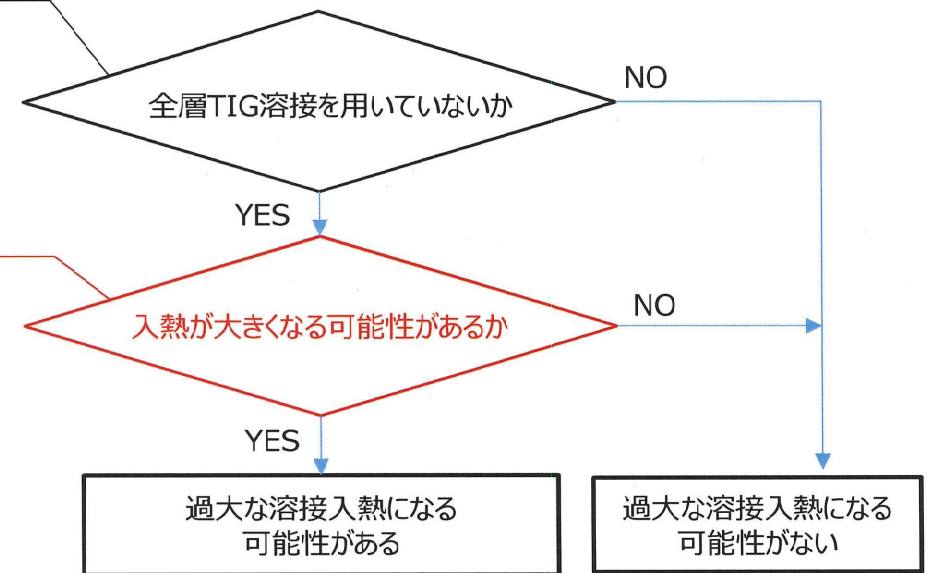 全層TIG溶接を用いていないか
NO
YES
入熱が大きくなる可能性があるか
NO
YES
過大な溶接入熱になる
可能性がある
過大な溶接入熱になる
可能性がない